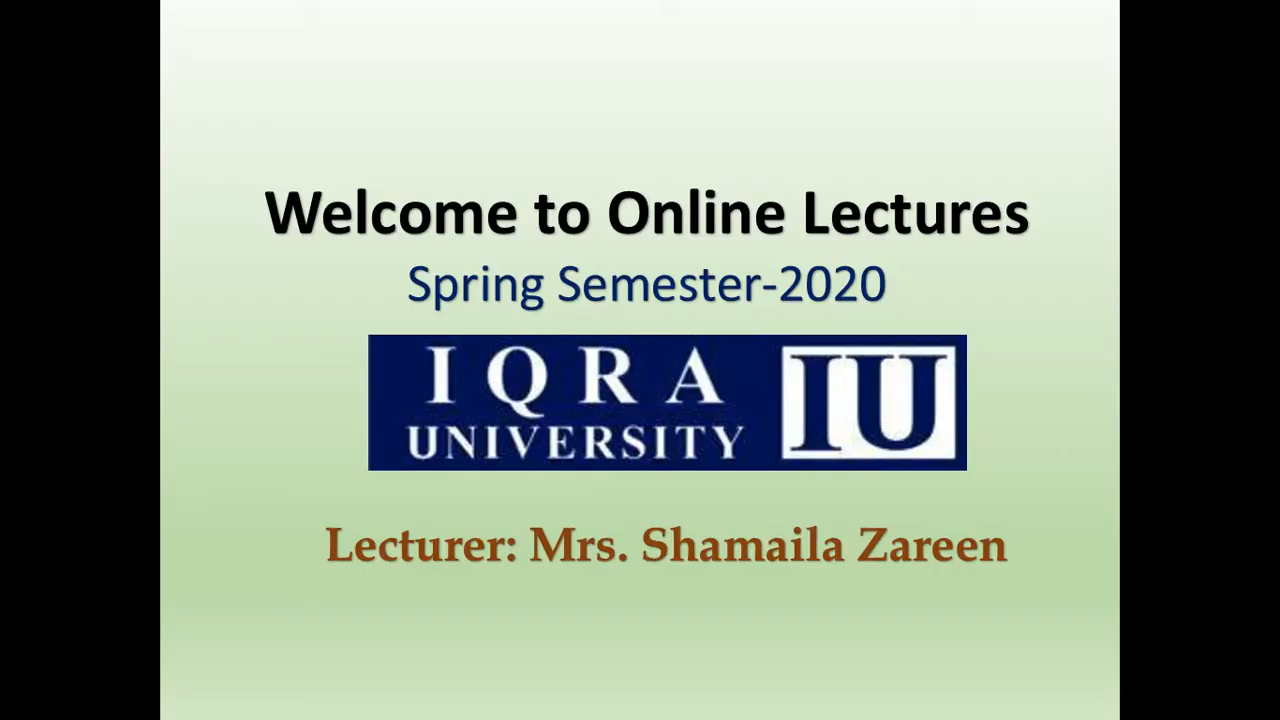 Welcome to Online Lectures
Spring Semester-2020
IQRA
UNIVERSITY
IU
Lecturer: Mrs. Shamaila Zareen